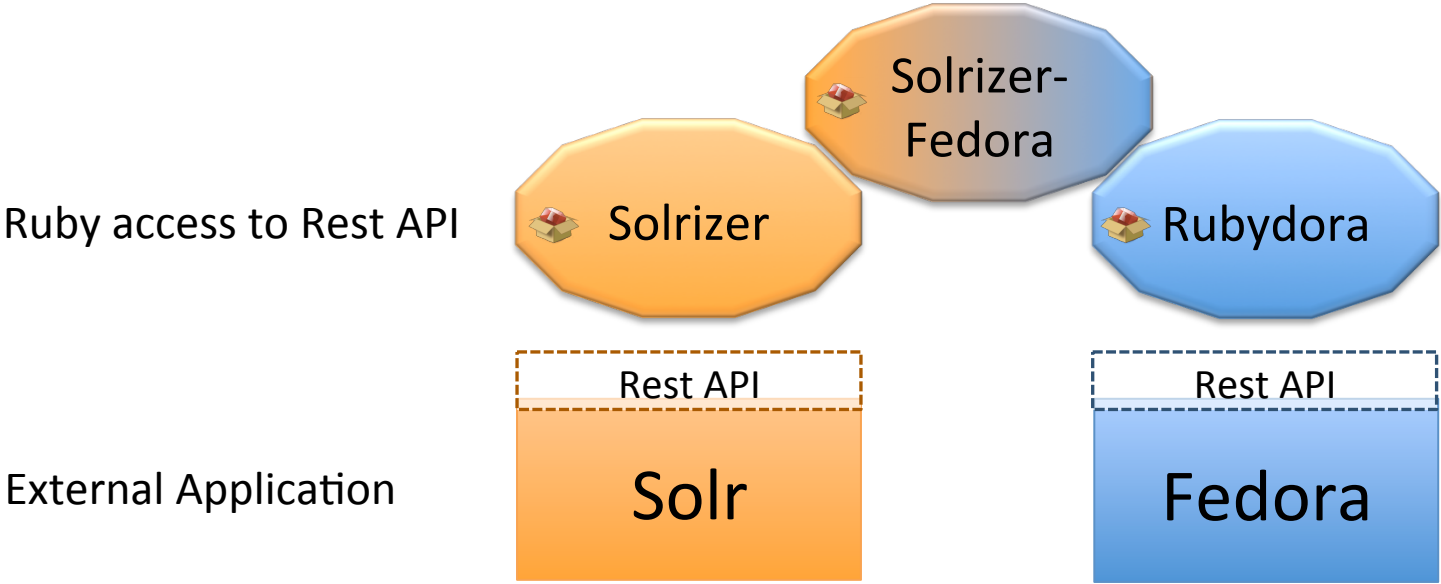 Solrizer-
Fedora
Ruby access to Rest API
Solrizer
Rubydora
Rest API
Rest API
External Application
Solr
Fedora